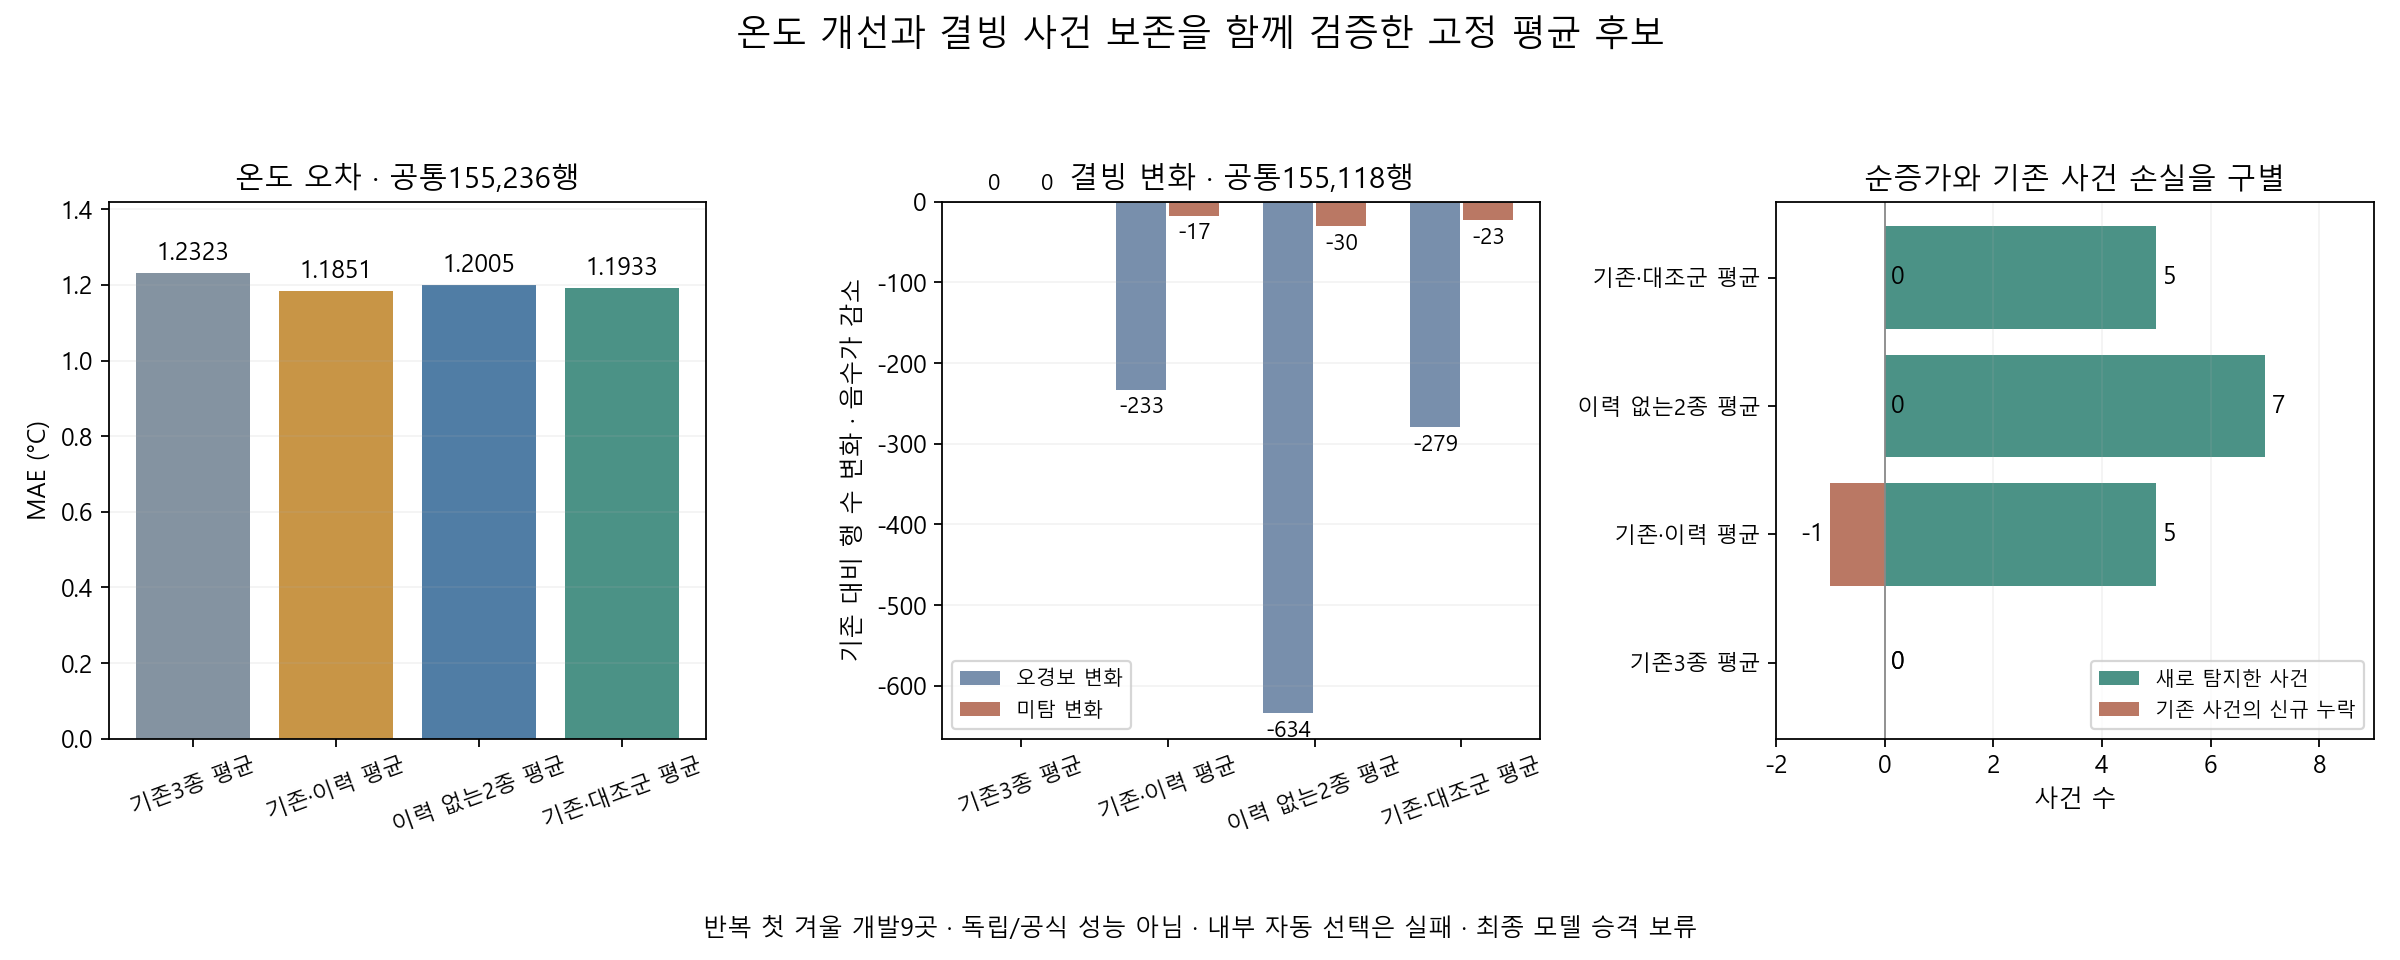 온도 개선과 결빙 사건 보존을 함께 검증한 고정 평균 후보
온도 오차 · 공통155,236행
MAE (℃)
1.4
1.2
1.0
0.8
0.6
0.4
0.2
0.0
1.2323
1.1851
1.2005
1.1933
기존3종 평균
기존·이력 평균
이력 없는2종 평균
기존·대조군 평균
결빙 변화 · 공통155,118행
기존 대비 행 수 변화 · 음수가 감소
0
-100
-200
-300
-400
-500
-600
0
0
-233
-17
-634
-30
-279
-23
오경보 변화
미탐 변화
기존3종 평균
기존·이력 평균
이력 없는2종 평균
기존·대조군 평균
순증가와 기존 사건 손실을 구별
기존·대조군 평균
0
5
이력 없는2종 평균
0
7
기존·이력 평균
-1
5
기존3종 평균
0
새로 탐지한 사건
기존 사건의 신규 누락
-2
0
2
4
6
8
사건 수
반복 첫 겨울 개발9곳 · 독립/공식 성능 아님 · 내부 자동 선택은 실패 · 최종 모델 승격 보류